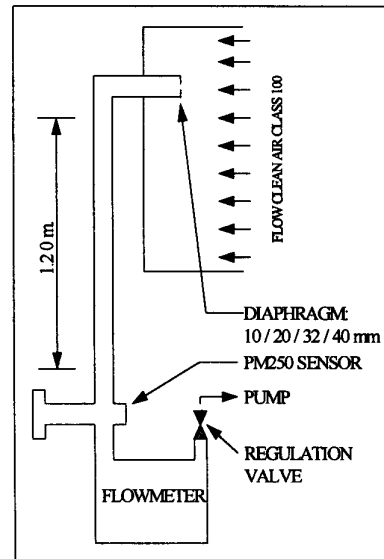 FLOW CLEAN AIR CLASS 100
1.20 m.
DIAPHRAGM:
10 / 20 / 32 / 40 mm
PM250 SENSOR
PUMP
REGULATION
VALVE
FLOWMETER